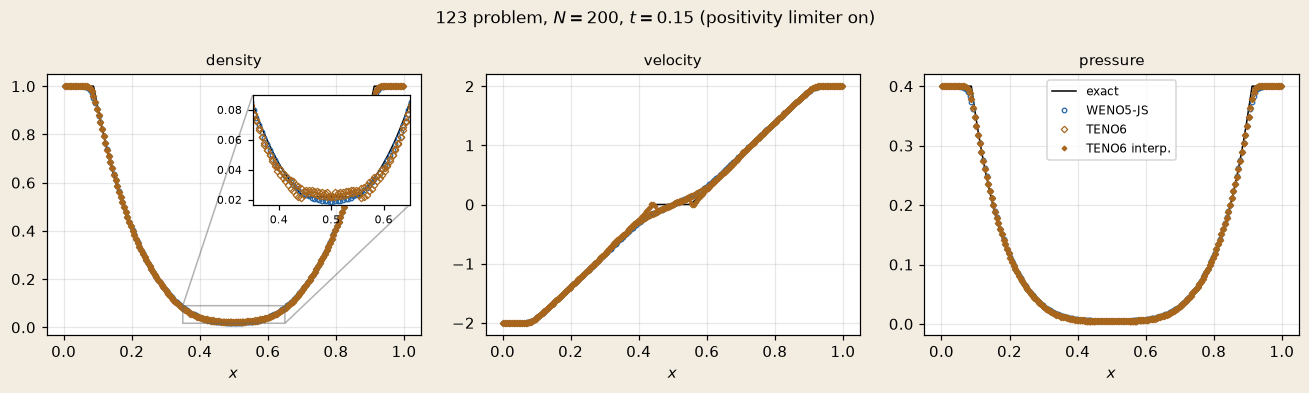 123 problem, N = 200, t = 0.15 (positivity limiter on)
density
1.0
0.8
0.6
0.4
0.2
0.0
0.0 0.2 0.4 0.6 0.8 1.0
x
0.08
0.06
0.04
0.02
0.4 0.5 0.6
velocity
2
1
0
−1
−2
0.0 0.2 0.4 0.6 0.8 1.0
x
pressure
0.4
0.3
0.2
0.1
0.0
0.0 0.2 0.4 0.6 0.8 1.0
x
exact
WENO5-JS
TENO6
TENO6 interp.